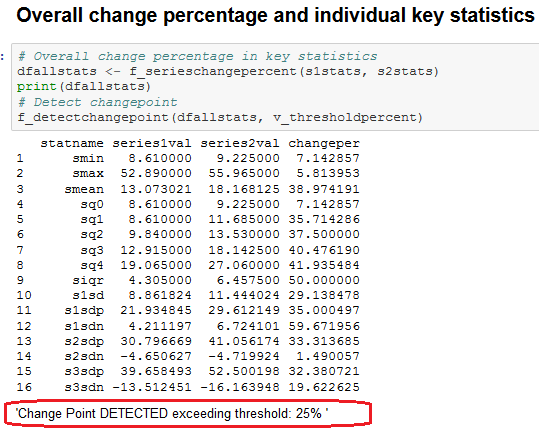 Overall change percentage and individual key statistics
: # Overall change percentage in key statistics
dfallstats <- f_serieschangepercent(s1stats, s2stats)
print(dfallstats)
# Detect changepoint
f_detectchangepoint(dfallstats, v_thresholdpercent)
statname series1val series2val changeper
1 smin 8.610000 9.225000 7.142857
2 smax 52.890000 55.965000 5.813953
3 smean 13.073021 18.168125 38.974191
4 sq0 8.610000 9.225000 7.142857
5 sq1 8.610000 11.685000 35.714286
6 sq2 9.840000 13.530000 37.500000
7 sq3 12.915000 18.142500 40.476190
8 sq4 19.065000 27.060000 41.935484
9 siqr 4.305000 6.457500 50.000000
10 s1sd 8.861824 11.444024 29.138478
11 s1sdp 21.934845 29.612149 35.000497
12 s1sdn 4.211197 6.724101 59.671956
13 s2sdp 30.796669 41.056174 33.313685
14 s2sdn -4.650627 -4.719924 1.490057
15 s3sdp 39.658493 52.500198 32.380721
16 s3sdn -13.512451 -16.163948 19.622625
'Change Point DETECTED exceeding threshold: 25% '